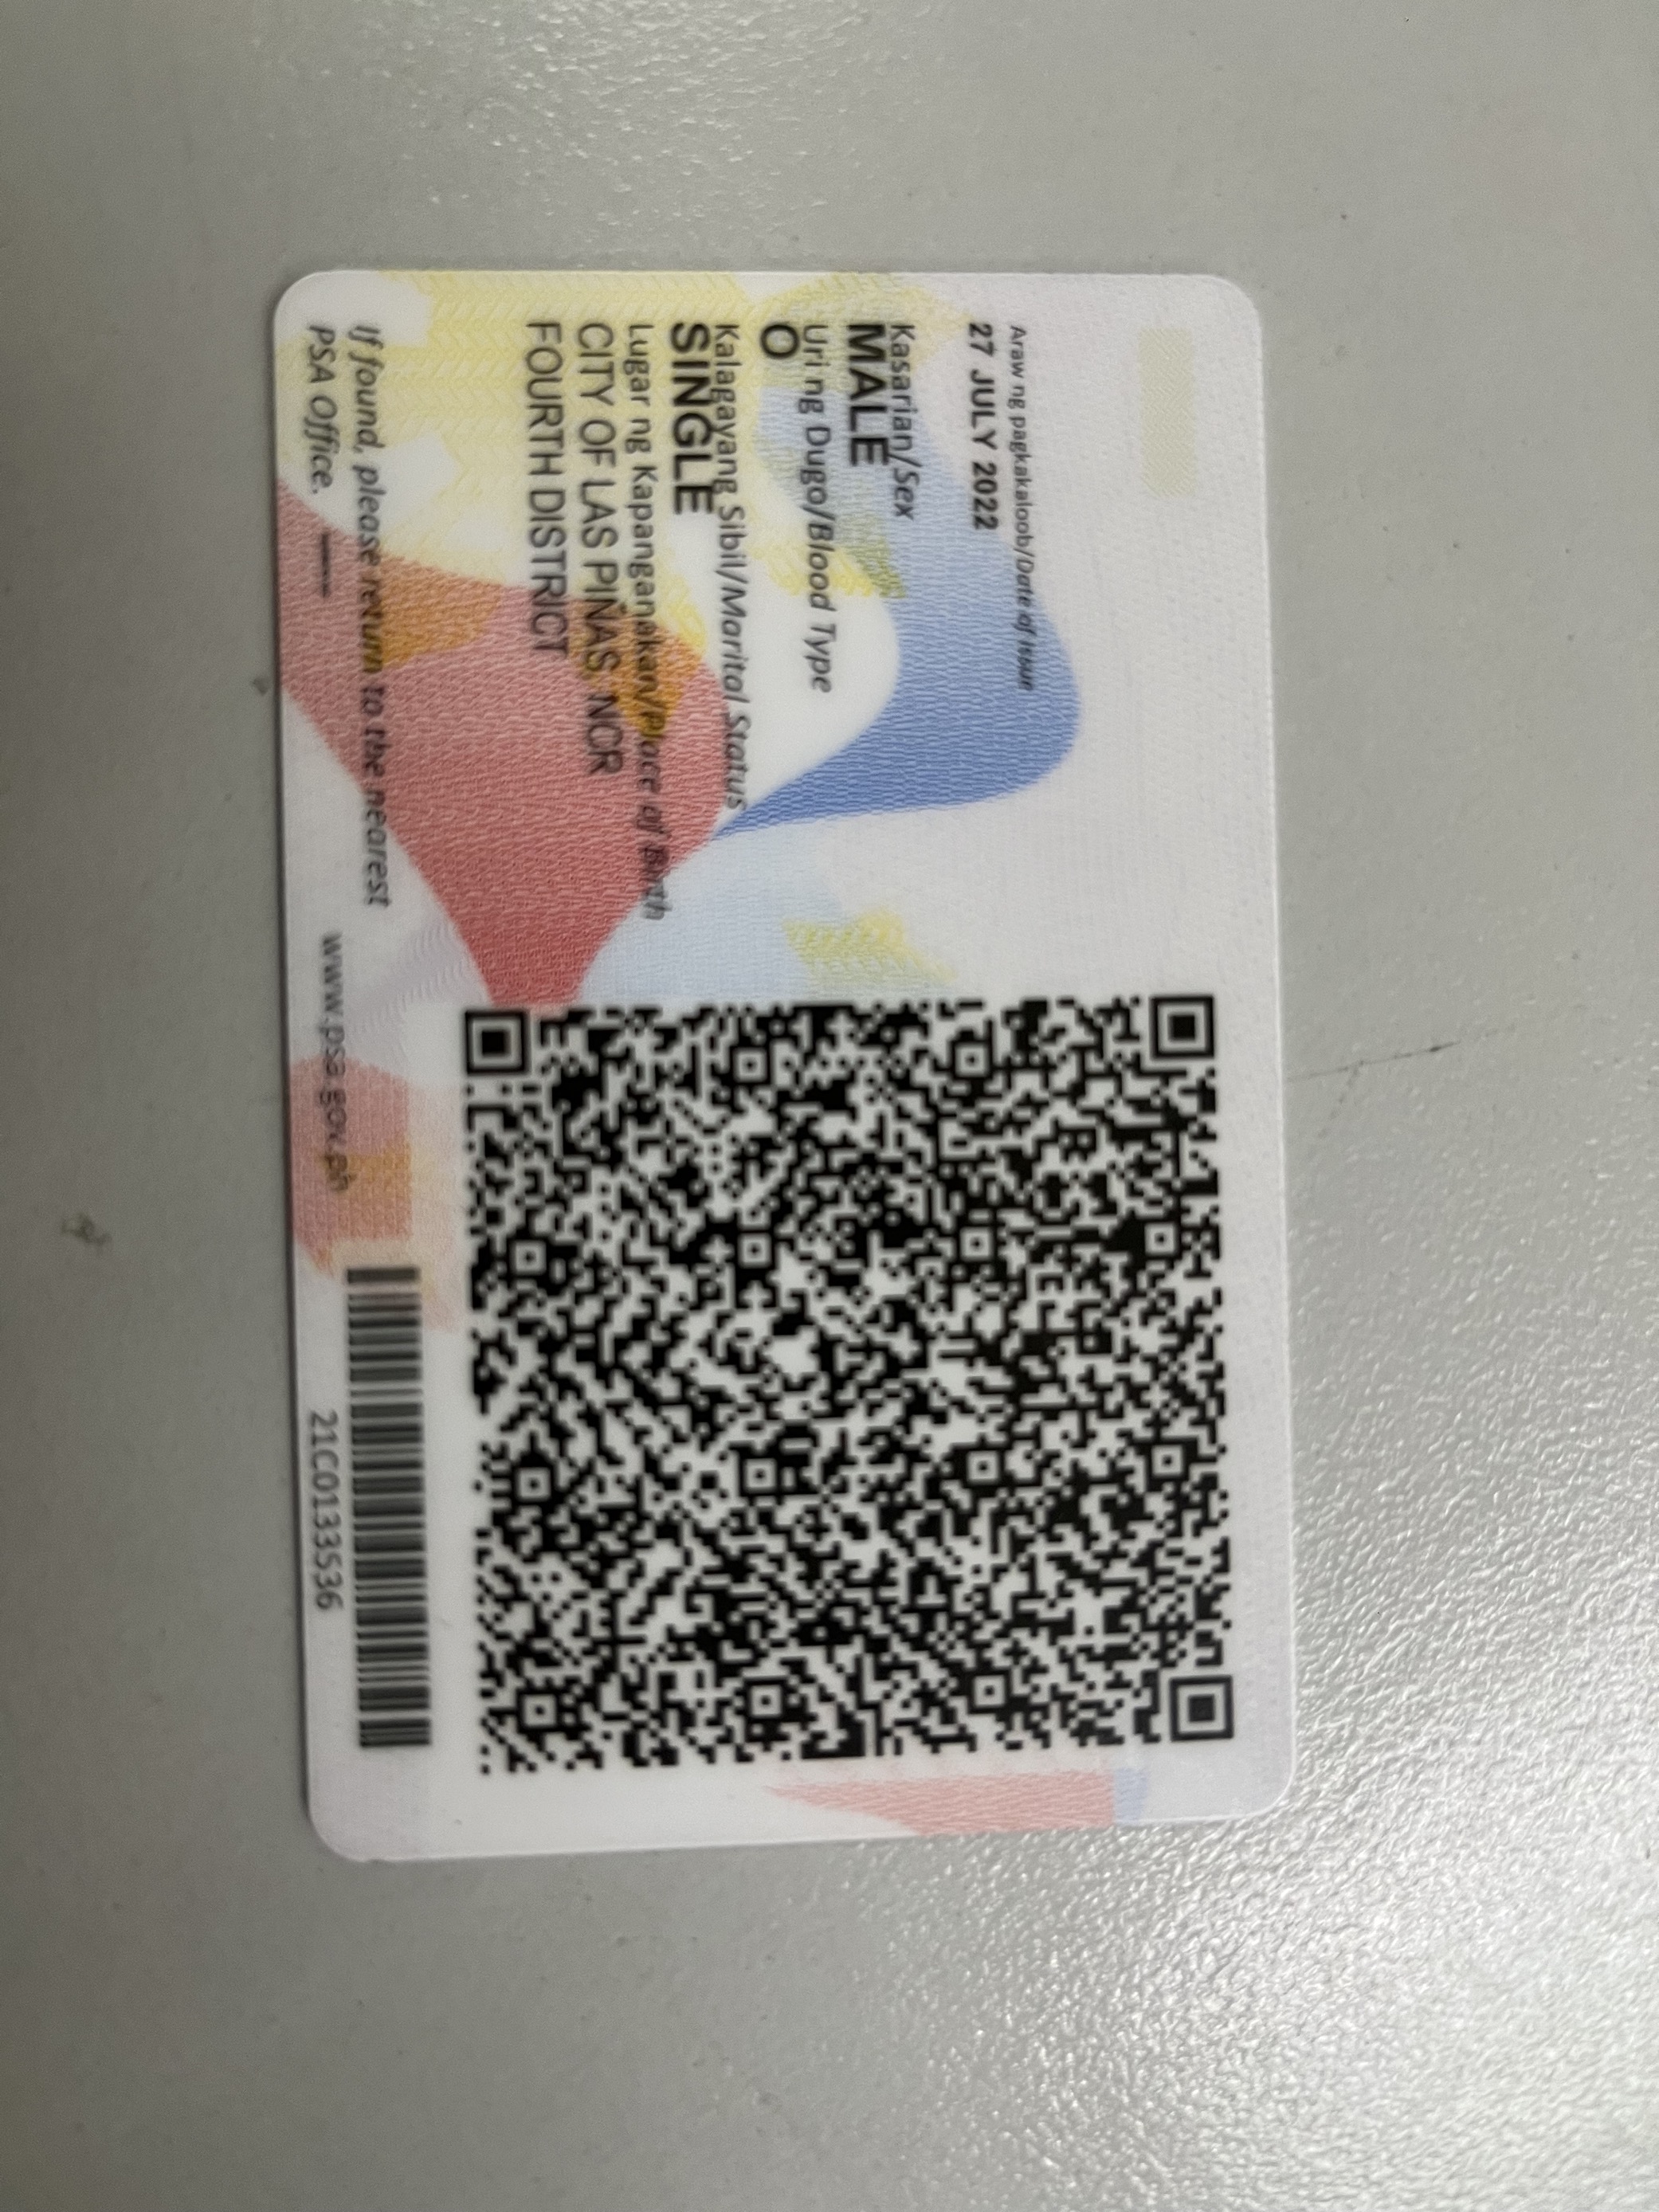 Araw ng pagkakaloob/Date of issue
27 JULY 2022
Kasarian/Sex
MALE
Uri ng Dugo/Blood Type
O
Kalagayang Sibil/Marital Status
SINGLE
Lugar ng Kapanganakan/Place of Birth
CITY OF LAS PIÑAS, NCR
FOURTH DISTRICT
If found, please return to the nearest
PSA Office.
www.psa.gov.ph
21C0133536